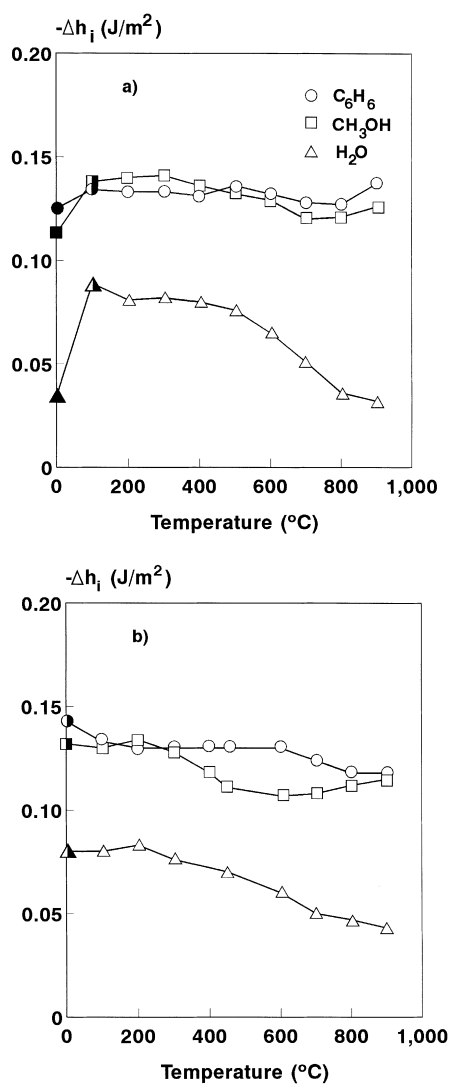 -Δhi (J/m²)
0.20
a)
C6H6
CH3OH
H2O
0.15
0.10
0.05
0
0 200 400 600 800 1,000
Temperature (ºC)
-Δhi (J/m²)
0.20
b)
0.15
0.10
0.05
0
0 200 400 600 800 1,000
Temperature (ºC)